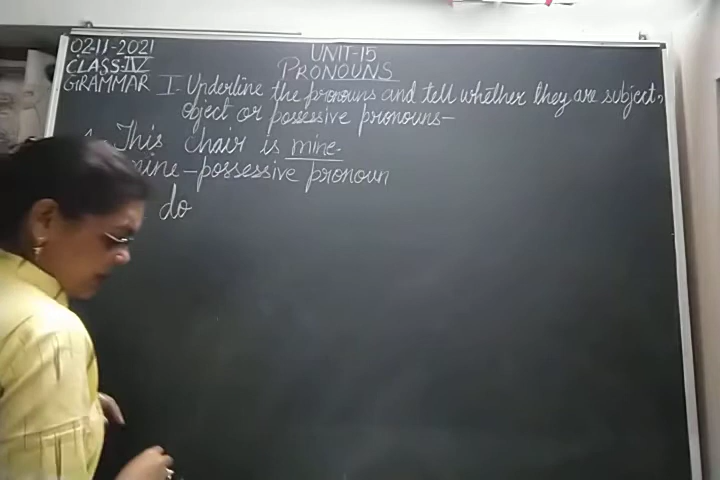 02-11-2021
UNIT-15
CLASS-IV
PRONOUNS
GRAMMAR I- Underline the pronouns and tell whether they are subject,
object or possessive pronouns-
This chair is mine.
mine-possessive pronoun
do